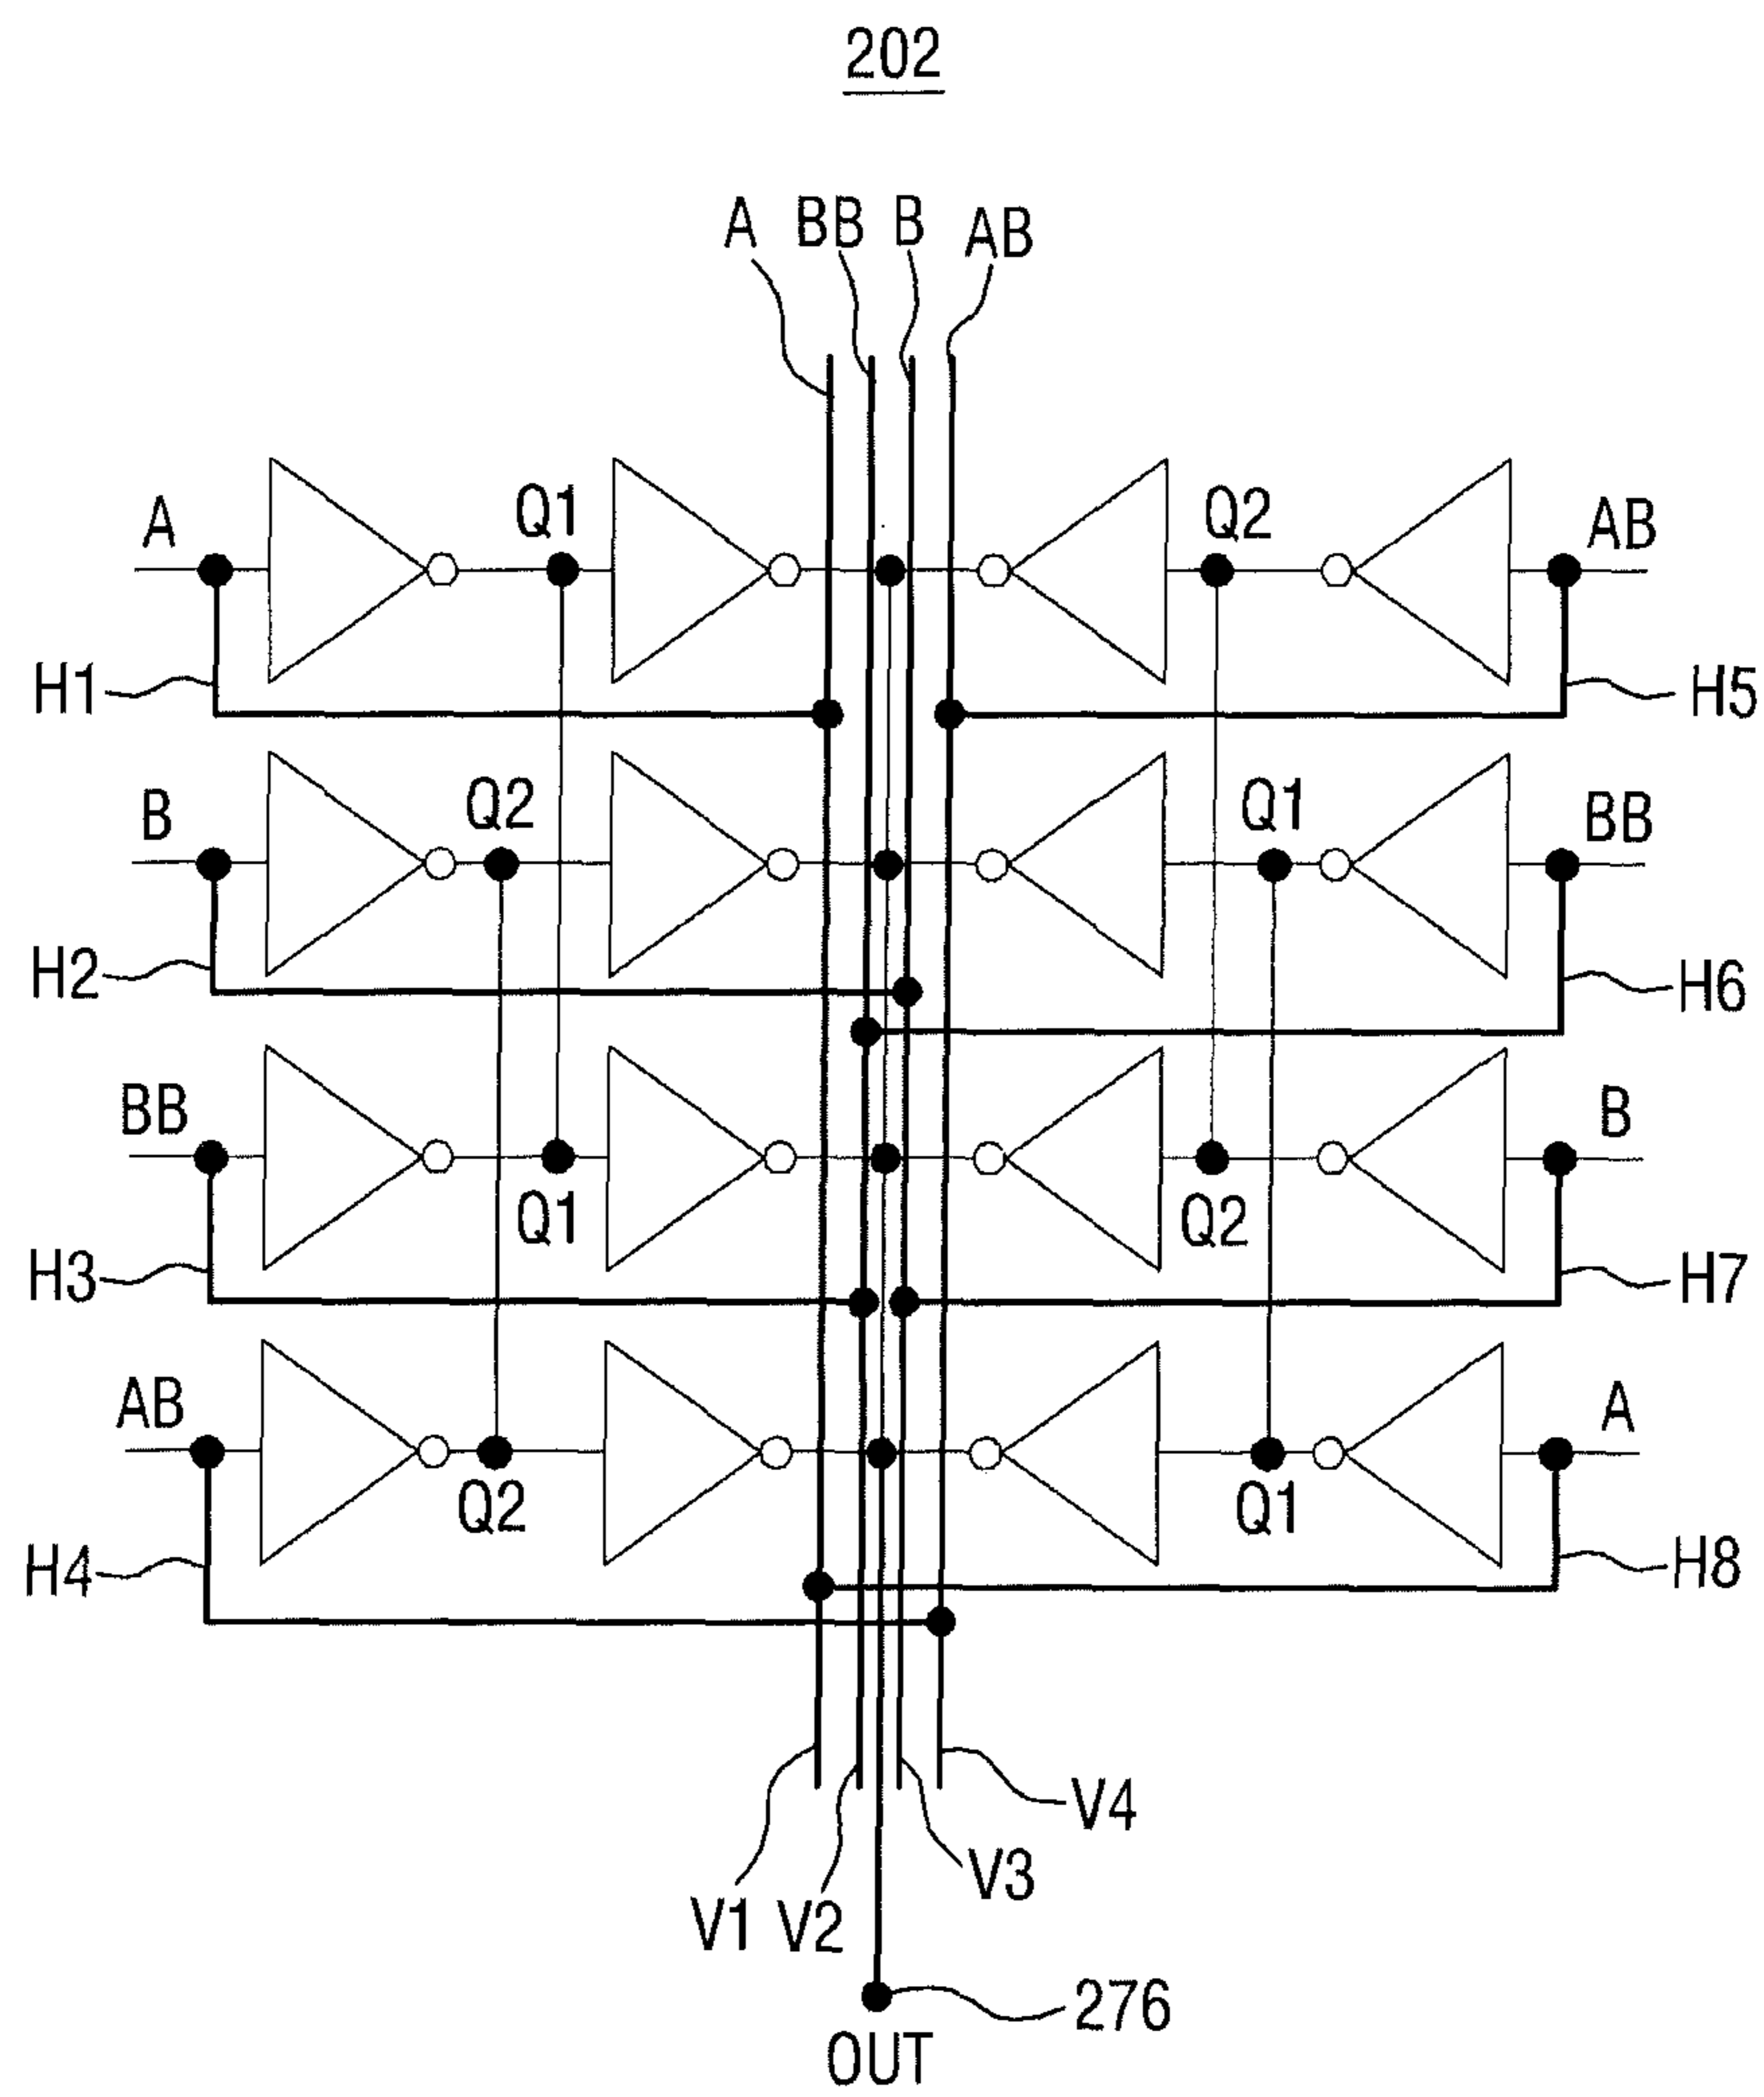 202
A BB B AB
A Q1 Q2 AB
H1 H5
B Q2 Q1 BB
H2 H6
BB B
Q1 Q2
H3 H7
AB A
Q2 Q1
H4 H8
V4
V3
V1 V2
276
OUT